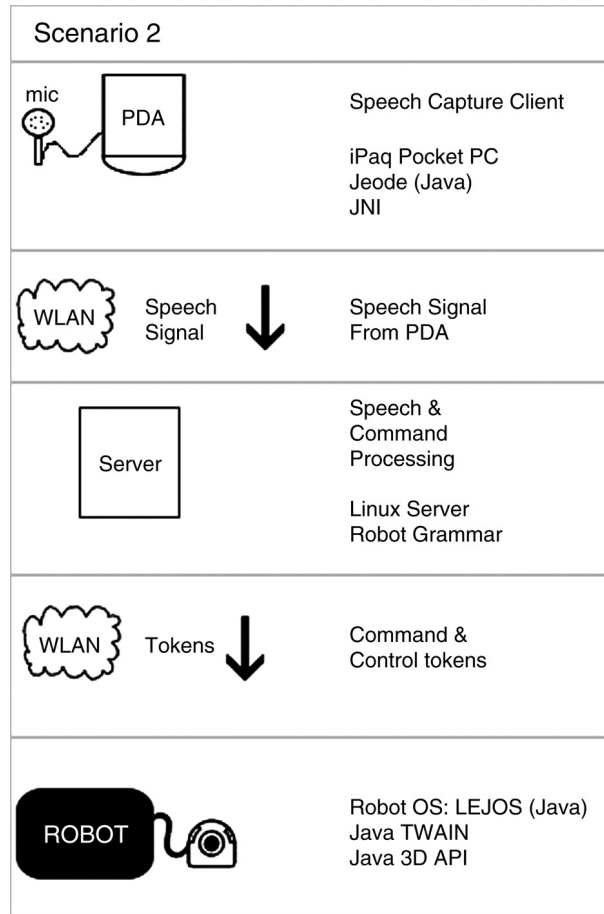 Scenario 2
mic
PDA
Speech Capture Client
iPaq Pocket PC
Jeode (Java)
JNI
WLAN
Speech
Signal
Speech Signal
From PDA
Server
Speech &
Command
Processing
Linux Server
Robot Grammar
WLAN
Tokens
Command &
Control tokens
ROBOT
Robot OS: LEJOS (Java)
Java TWAIN
Java 3D API